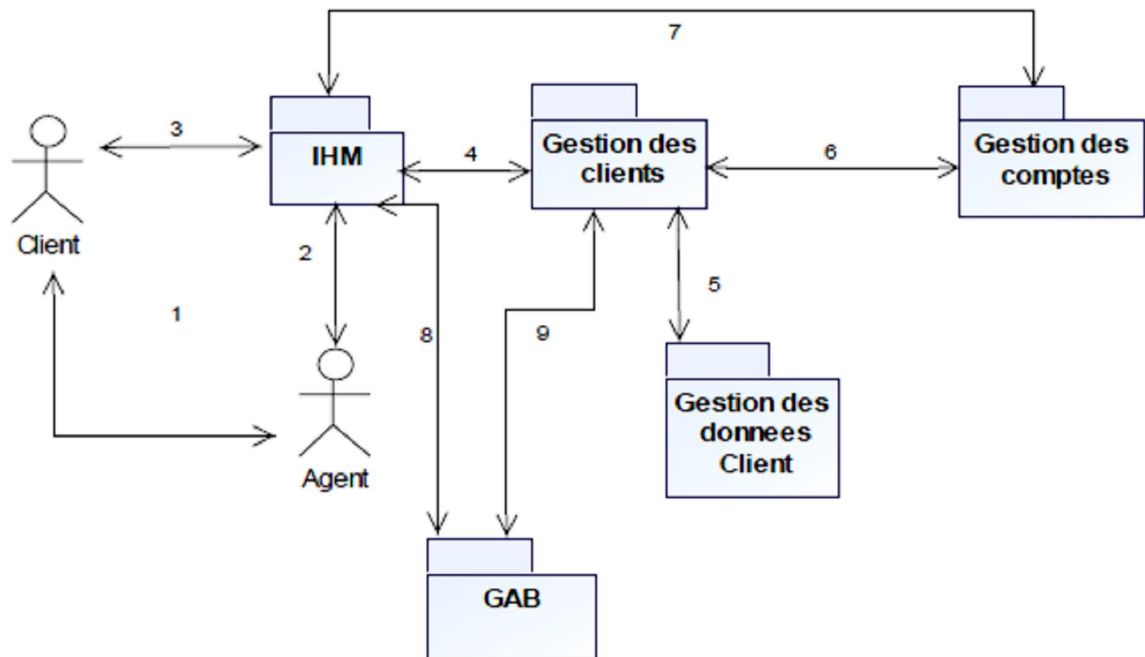 7
3
IHM
4
Gestion des
clients
6
Gestion des
comptes
Client
2
1
8
9
5
Gestion des
donnees
Client
Agent
GAB